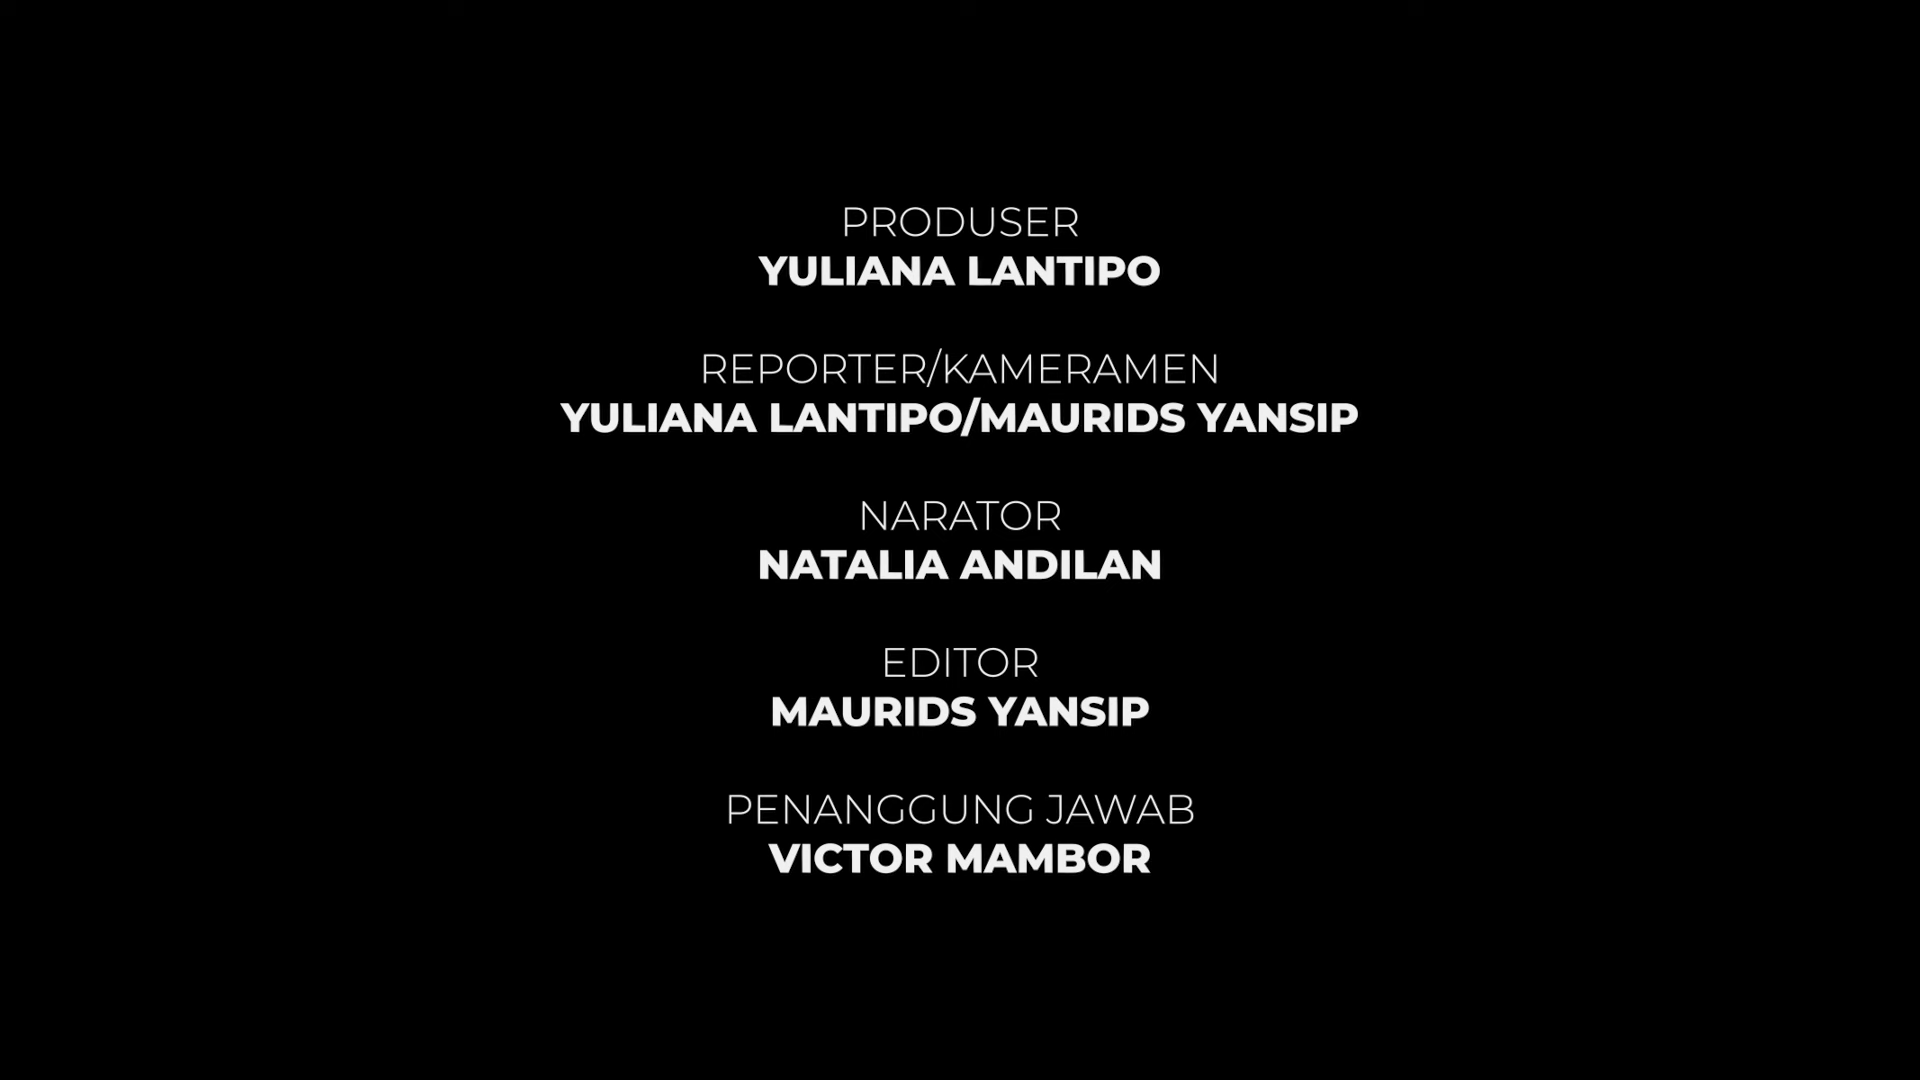 PRODUSER
YULIANA LANTIPO
REPORTER/KAMERAMEN
YULIANA LANTIPO/MAURIDS YANSIP
NARATOR
NATALIA ANDILAN
EDITOR
MAURIDS YANSIP
PENANGGUNG JAWAB
VICTOR MAMBOR